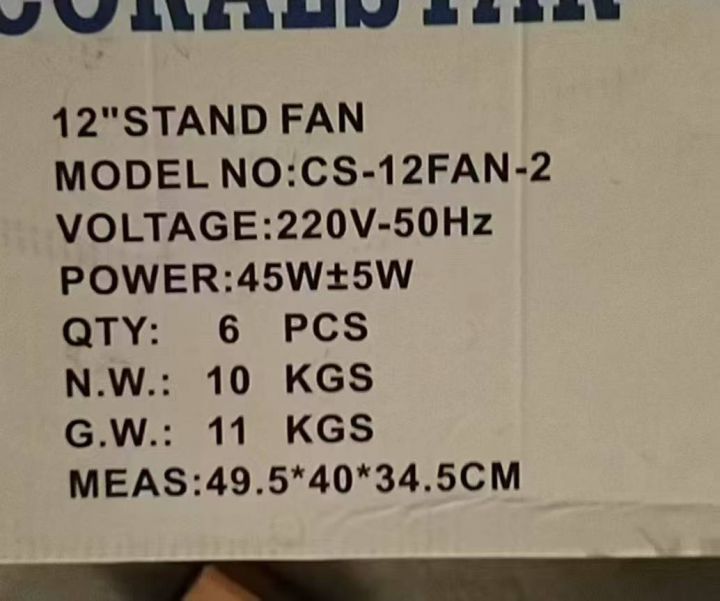 CORALSTAR
12"STAND FAN
MODEL NO:CS-12FAN-2
VOLTAGE:220V-50Hz
POWER:45W±5W
QTY: 6 PCS
N.W.: 10 KGS
G.W.: 11 KGS
MEAS:49.5*40*34.5CM